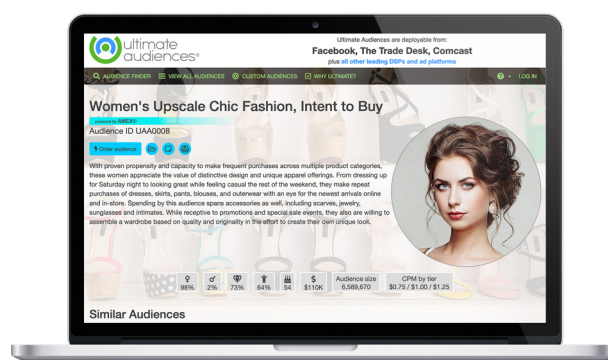 ultimate
audiences®
Ultimate Audiences are deployable from:
Facebook, The Trade Desk, Comcast
plus all other leading DSPs and ad platforms
AUDIENCE FINDER VIEW ALL AUDIENCES CUSTOM AUDIENCES WHY ULTIMATE? LOG IN
Women's Upscale Chic Fashion, Intent to Buy
powered by AMEX®
Audience ID UAA0008
Order audience
With proven propensity and capacity to make frequent purchases across multiple product categories,
these women appreciate the value of distinctive design and unique apparel offerings. From dressing up
for Saturday night to looking great while feeling casual the rest of the weekend, they make repeat
purchases of dresses, skirts, pants, blouses, and outerwear with an eye for the newest arrivals online
and in-store. Spending by this audience spans accessories as well, including scarves, jewelry,
sunglasses and intimates. While receptive to promotions and special sale events, they also are willing to
assemble a wardrobe based on quality and originality in the effort to create their own unique look.
98% 2% 73% 64% 54 $110K
Audience size
6,589,670
CPM by tier
$0.75 / $1.00 / $1.25
Similar Audiences